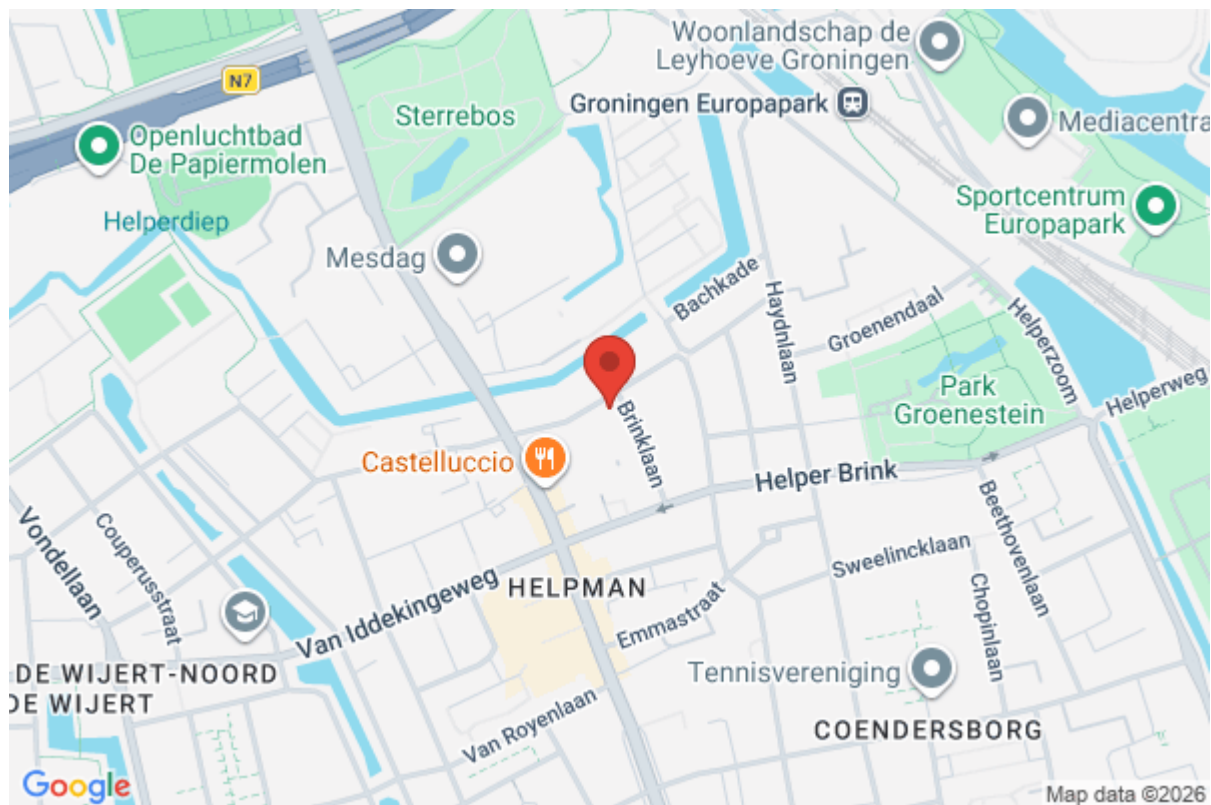 Woonlandschap de
Leyhoeve Groningen
N7
Sterrebos
Groningen Europapark
Mediacentra
Openluchtbad
De Papiermolen
Sportcentrum
Europapark
Helperdiep
Mesdag
Bachkade
Haydnlaan
Groenendaal
Helperzoom
Park
Groenestein
Helperweg
Brinklaan
Castelluccio
Helper Brink
Vondellaan
Couperusstraat
Beethovenlaan
Sweelincklaan
Chopinlaan
HELPMAN
Van Iddekingeweg
Emmastraat
DE WIJERT-NOORD
DE WIJERT
Tennisvereniging
Van Royenlaan
COENDERSBORG
Google
Map data ©2026